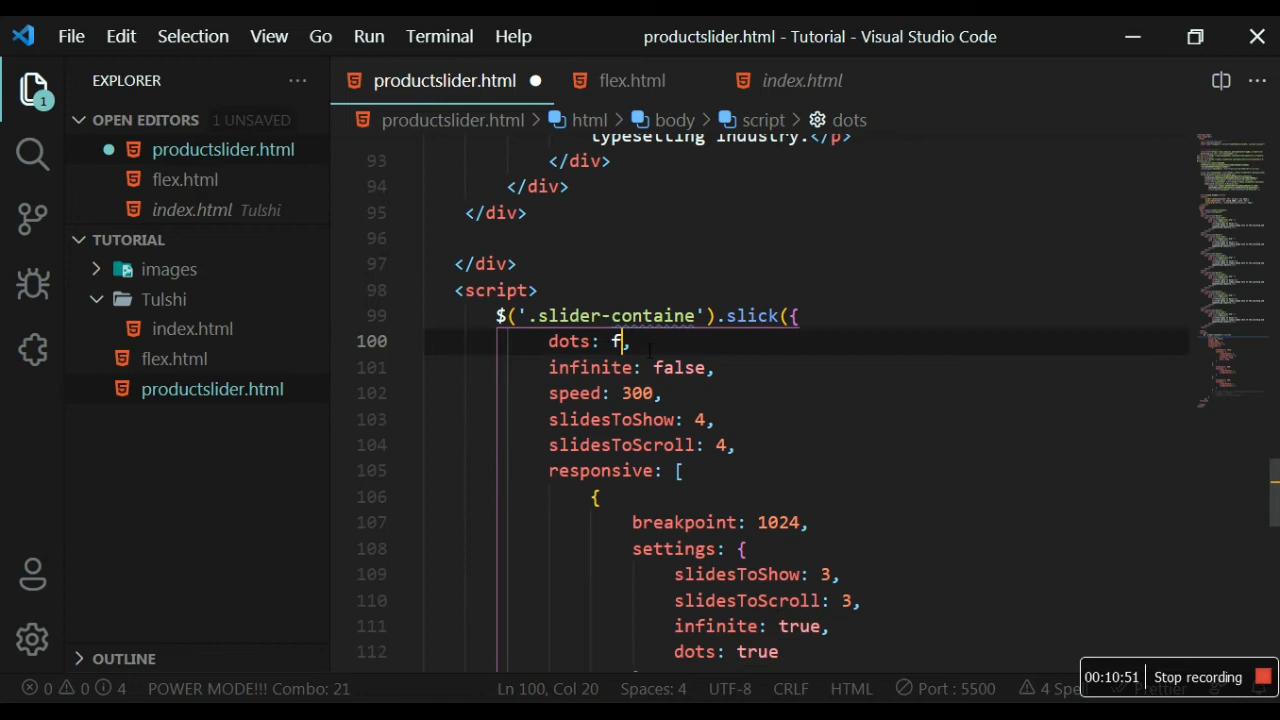 File Edit Selection View Go Run Terminal Help productslider.html - Tutorial - Visual Studio Code
EXPLORER
OPEN EDITORS 1 UNSAVED
productslider.html
flex.html
index.html Tulshi
TUTORIAL
images
Tulshi
index.html
flex.html
productslider.html
OUTLINE
1
productslider.html flex.html index.html
productslider.html > html > body > script > dots
typesetting industry.</p>
93 </div>
94 </div>
95 </div>
96
97 </div>
98 <script>
99 $('.slider-containe').slick({
100 dots: f,
101 infinite: false,
102 speed: 300,
103 slidesToShow: 4,
104 slidesToScroll: 4,
105 responsive: [
106 {
107 breakpoint: 1024,
108 settings: {
109 slidesToShow: 3,
110 slidesToScroll: 3,
111 infinite: true,
112 dots: true
0 0 4 POWER MODE!!! Combo: 21 Ln 100, Col 20 Spaces: 4 UTF-8 CRLF HTML Port : 5500 4 Spell Prettier
00:10:51 Stop recording